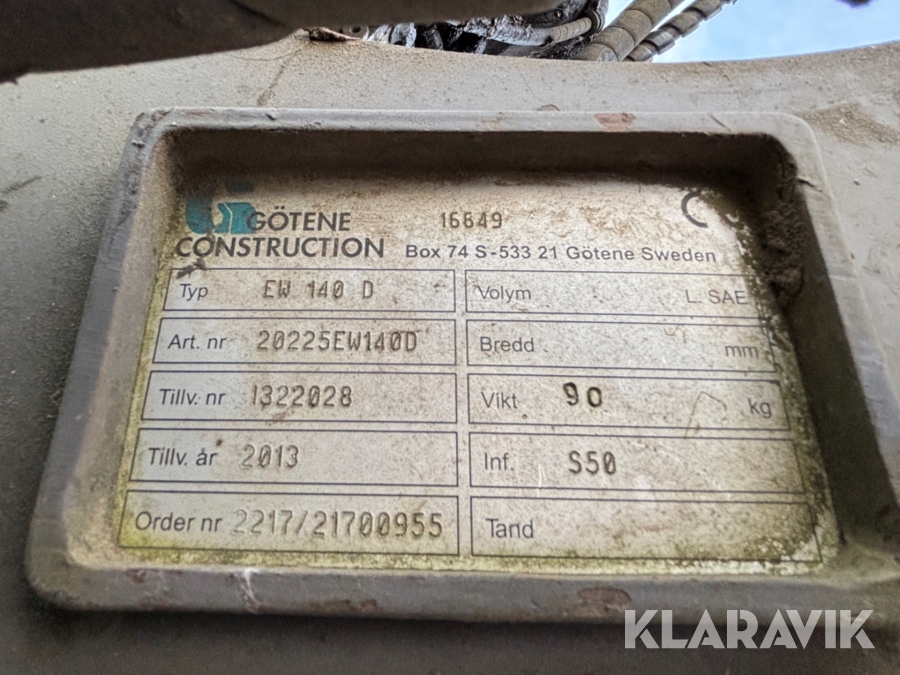 GÖTENE
CONSTRUCTION
16849
Box 74 S-533 21 Götene Sweden
Typ EW 140 D
Volym L. SAE
Art. nr 20225EW140D
Bredd mm
Tillv. nr 1322028
Vikt 90 kg
Tillv. år 2013
Inf. S50
Order nr 2217/21700955
Tand
KLARAVIK